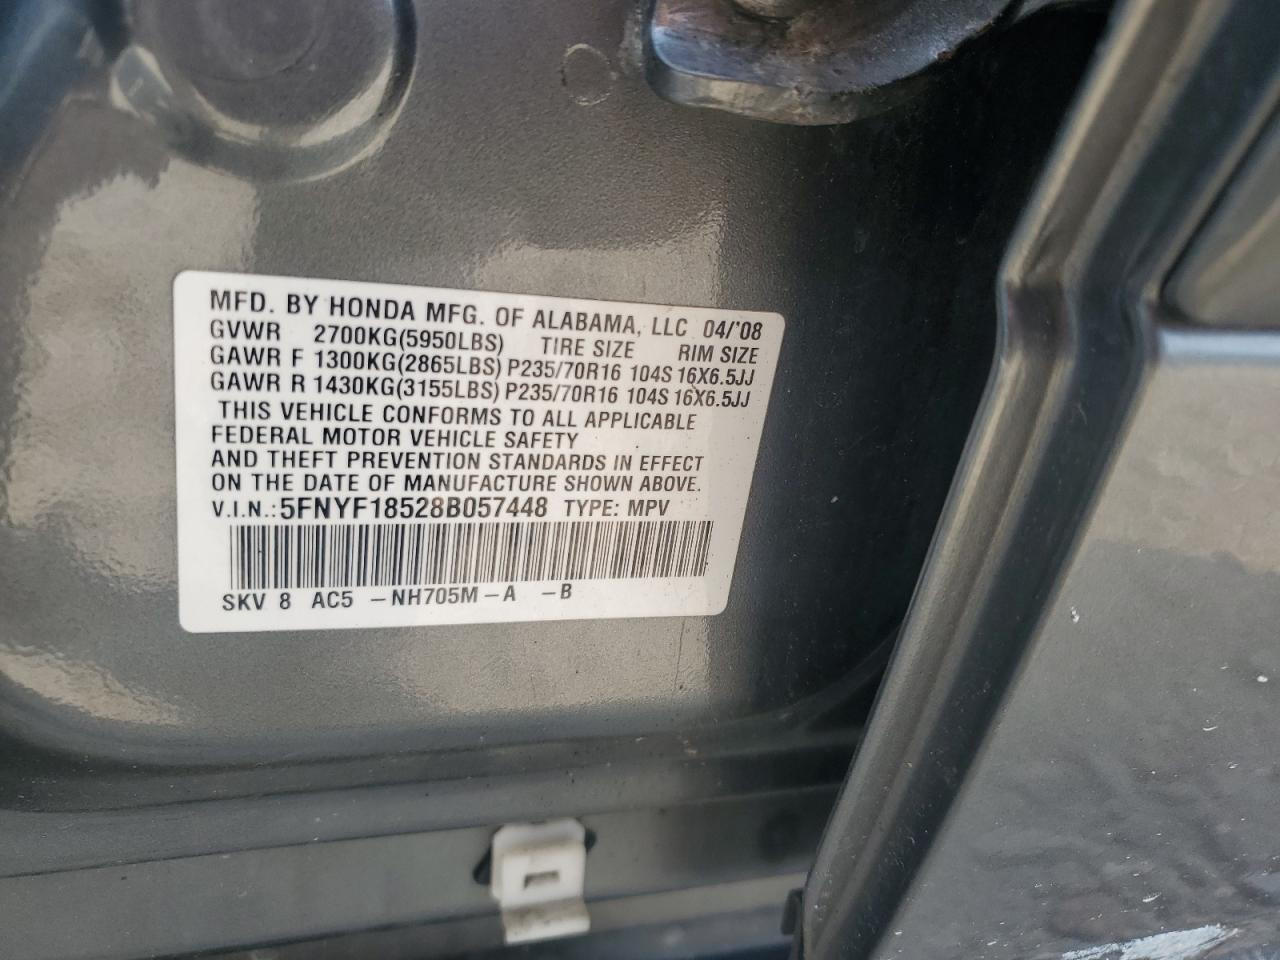 MFD. BY HONDA MFG. OF ALABAMA, LLC 04/'08
GVWR 2700KG(5950LBS) TIRE SIZE RIM SIZE
GAWR F 1300KG(2865LBS) P235/70R16 104S 16X6.5JJ
GAWR R 1430KG(3155LBS) P235/70R16 104S 16X6.5JJ
THIS VEHICLE CONFORMS TO ALL APPLICABLE
FEDERAL MOTOR VEHICLE SAFETY
AND THEFT PREVENTION STANDARDS IN EFFECT
ON THE DATE OF MANUFACTURE SHOWN ABOVE.
V.I.N.:5FNYF18528B057448 TYPE: MPV
SKV 8 AC5 -NH705M-A -B